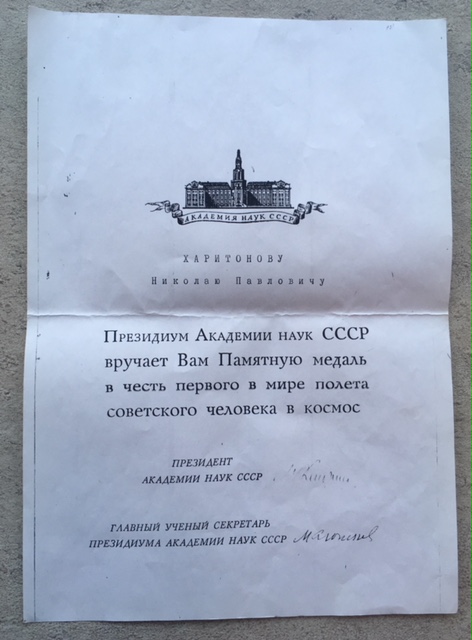 АКАДЕМИЯ НАУК СССР
ХАРИТОНОВУ
Николаю Павловичу
Президиум Академии наук СССР
вручает Вам Памятную медаль
в честь первого в мире полета
советского человека в космос
ПРЕЗИДЕНТ
АКАДЕМИИ НАУК СССР
ГЛАВНЫЙ УЧЕНЫЙ СЕКРЕТАРЬ
ПРЕЗИДИУМА АКАДЕМИИ НАУК СССР